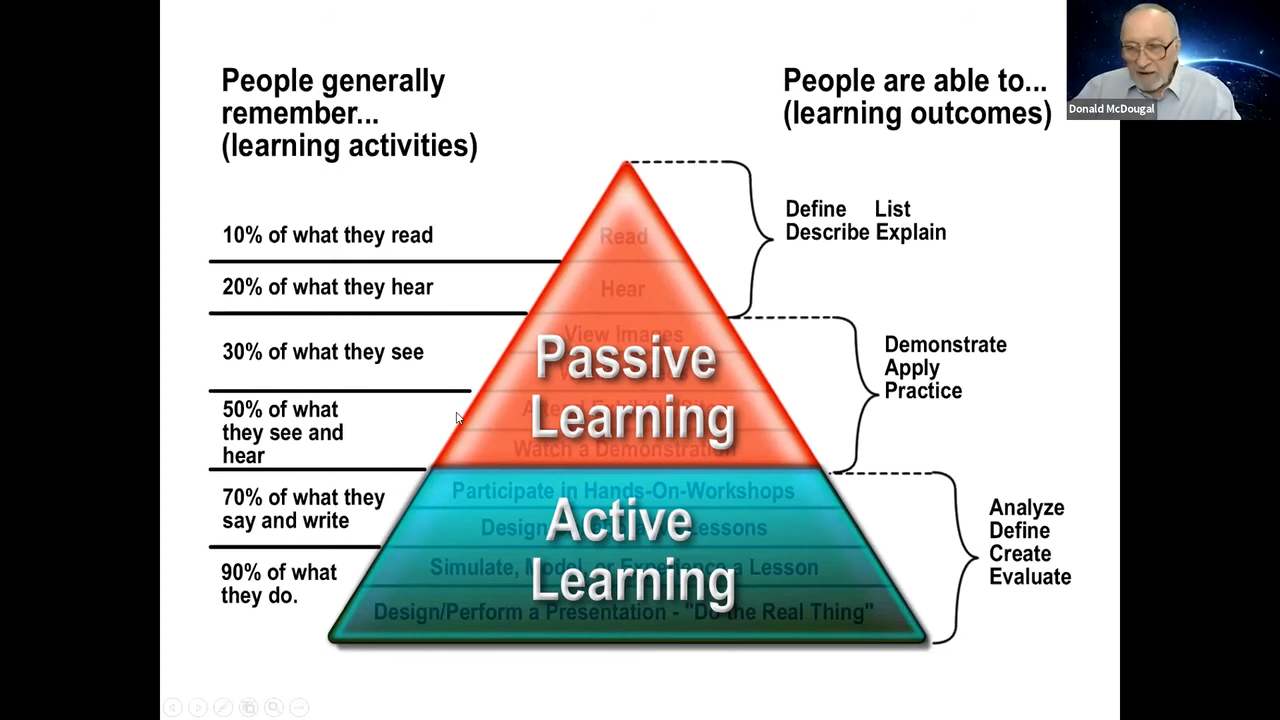 People generally
remember...
(learning activities)
People are able to...
(learning outcomes)
Donald McDougal
10% of what they read
20% of what they hear
30% of what they see
50% of what
they see and
hear
70% of what they
say and write
90% of what
they do.
Read
Hear
View Images
Passive
Learning
Watch a Demonstration
Participate in Hands-On-Workshops
Design Lessons
Active
Simulate, Model, or Experience a Lesson
Learning
Design/Perform a Presentation - "Do the Real Thing"
Define List
Describe Explain
Demonstrate
Apply
Practice
Analyze
Define
Create
Evaluate